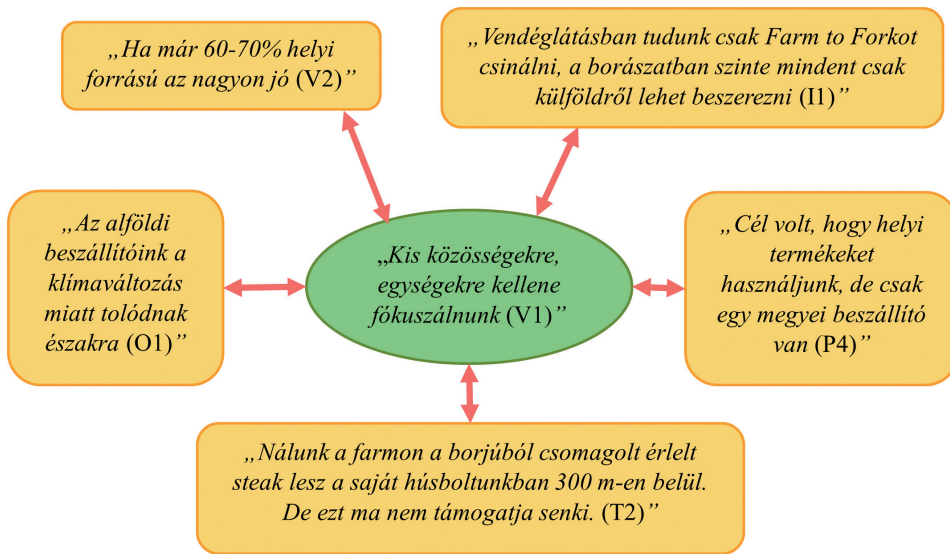 „Ha már 60-70% helyi
forrású az nagyon jó (V2)”
„Vendéglátásban tudunk csak Farm to Forkot
csinálni, a borászatban szinte mindent csak
külföldről lehet beszerezni (I1)”
„Az alföldi
beszállítóink a
klímaváltozás
miatt tolódnak
északra (O1)”
„Kis közösségekre,
egységekre kellene
fókuszálnunk (V1)”
„Cél volt, hogy helyi
termékeket
használjunk, de csak
egy megyei beszállító
van (P4)”
„Nálunk a farmon a borjúból csomagolt érlelt
steak lesz a saját húsboltunkban 300 m-en belül.
De ezt ma nem támogatja senki. (T2)”